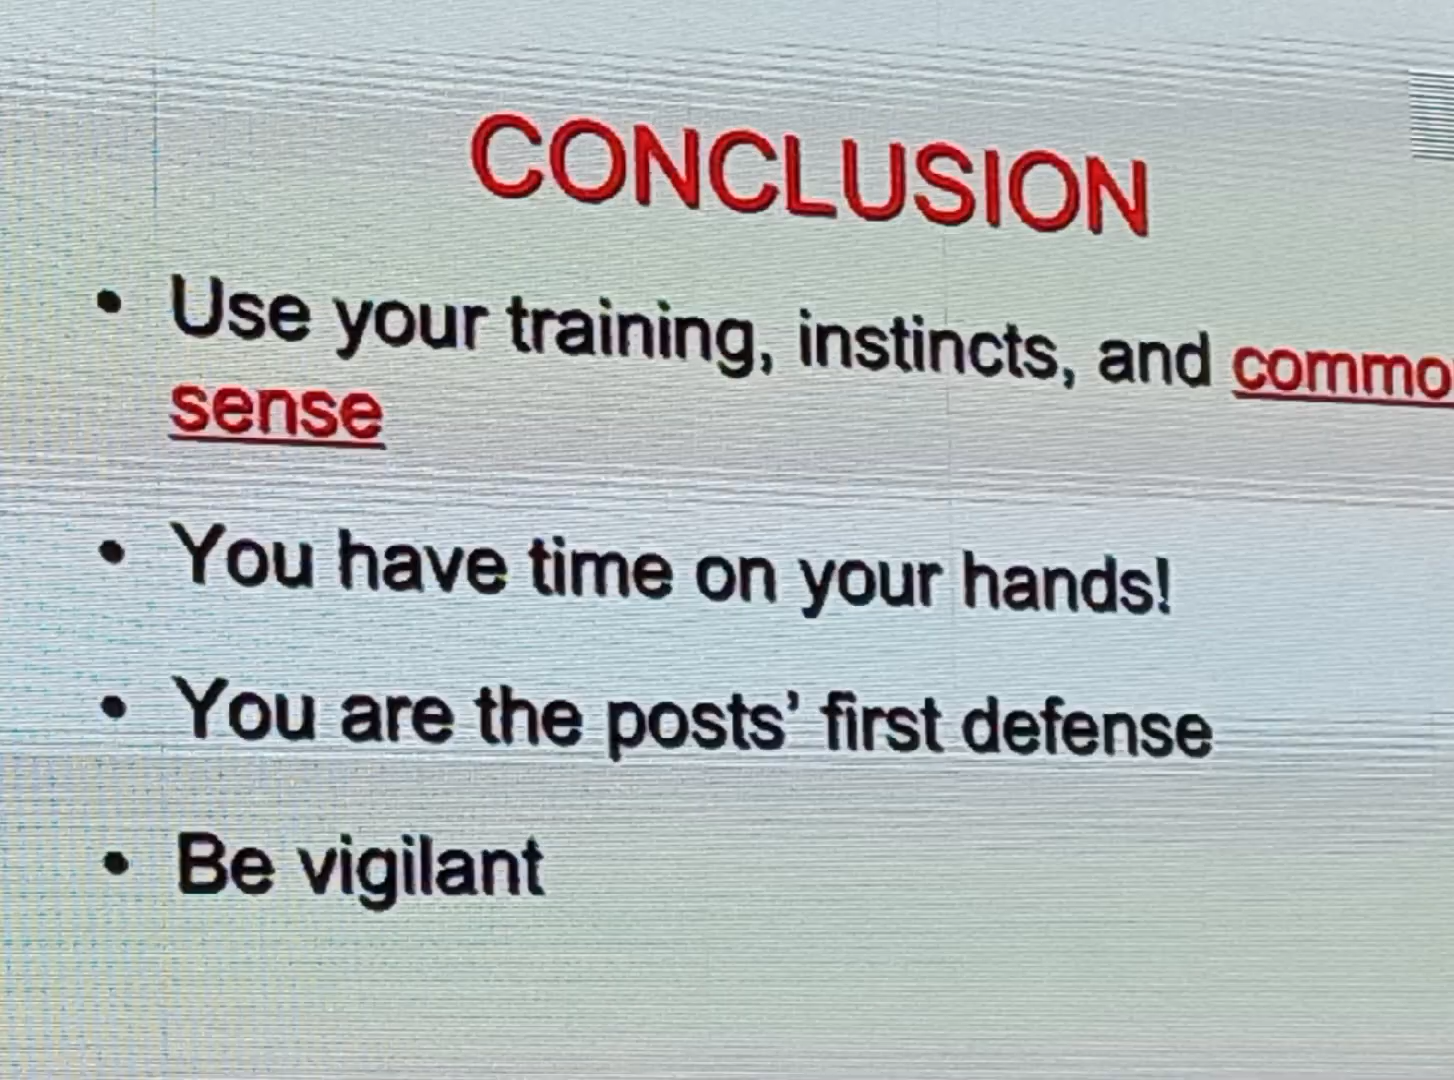 CONCLUSION
• Use your training, instincts, and commo
sense
• You have time on your hands!
• You are the posts' first defense
• Be vigilant